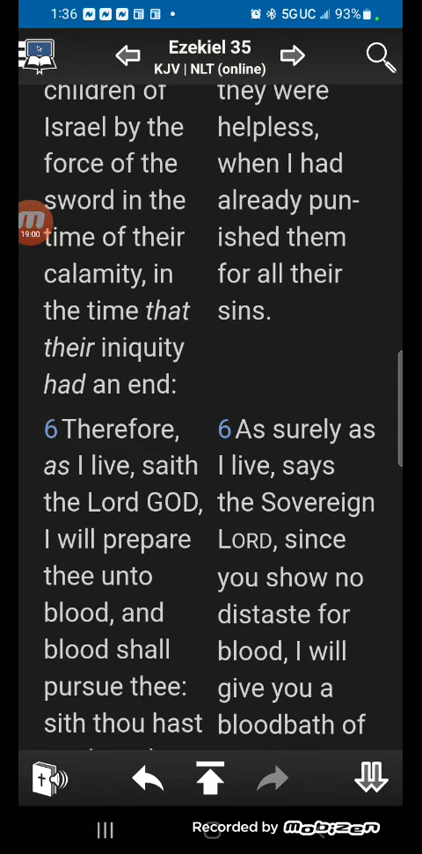 1:36
5GUC
93%
Ezekiel 35
KJV | NLT (online)
children of
Israel by the
force of the
sword in the
time of their
calamity, in
the time that
their iniquity
had an end:
they were
helpless,
when I had
already pun-
ished them
for all their
sins.
19:00
6 Therefore,
as I live, saith
the Lord GOD,
I will prepare
thee unto
blood, and
blood shall
pursue thee:
sith thou hast
6 As surely as
I live, says
the Sovereign
LORD, since
you show no
distaste for
blood, I will
give you a
bloodbath of
Recorded by mobizen